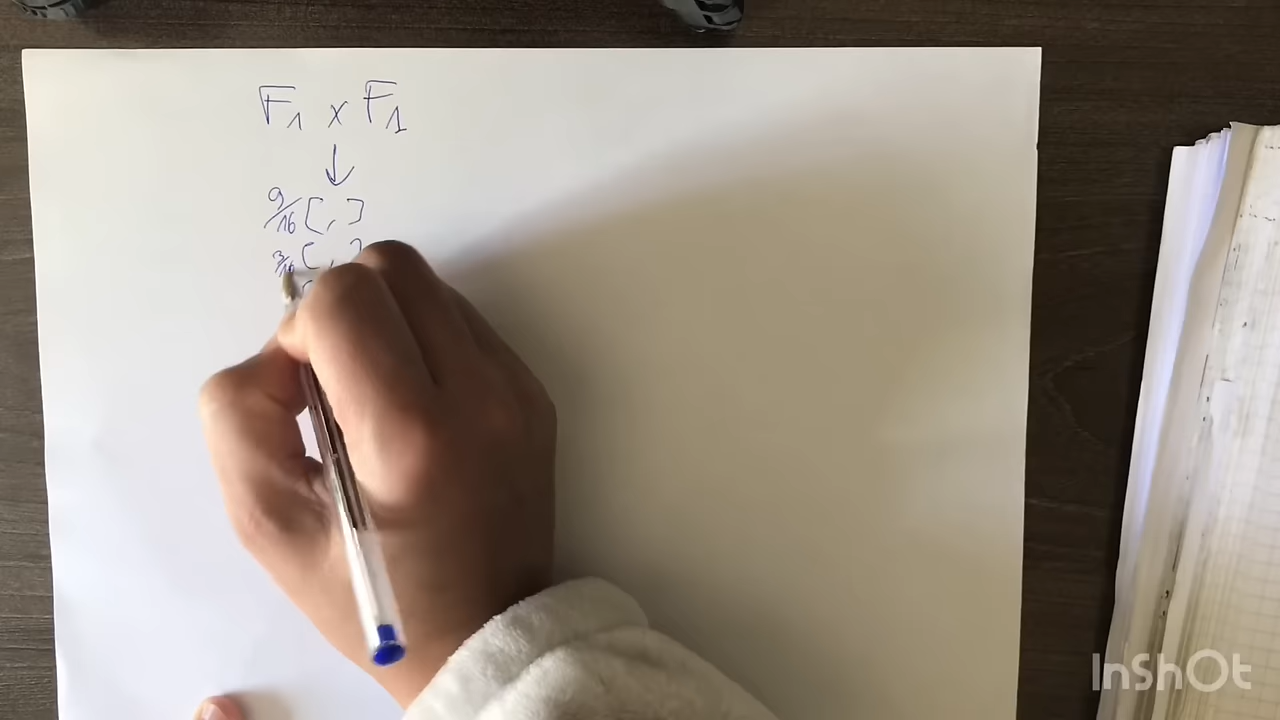 F₁ x F₁
↓
9/16 [ , ]
3/16 [ , ]
[
InShOt